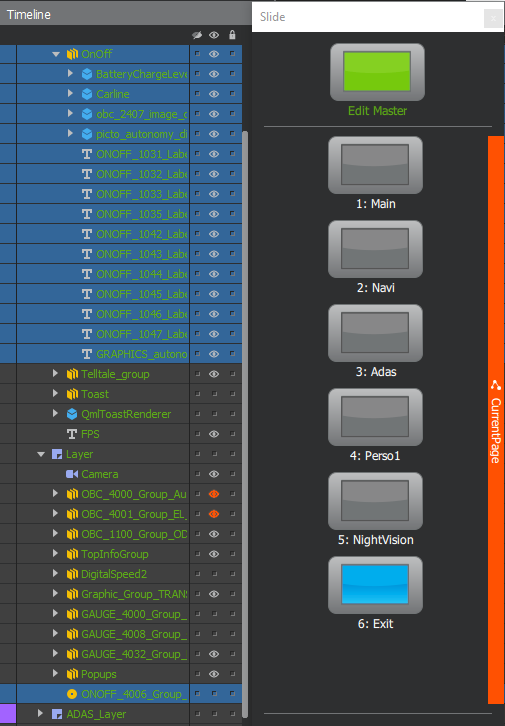 Timeline
OnOff
BatteryChargeLeve
Carline
obc_2407_image_c
picto_autonomy_di
ONOFF_1031_Labe
ONOFF_1032_Labe
ONOFF_1033_Labe
ONOFF_1035_Labe
ONOFF_1042_Labe
ONOFF_1043_Labe
ONOFF_1044_Labe
ONOFF_1045_Labe
ONOFF_1046_Labe
ONOFF_1047_Labe
GRAPHICS_autono
Telltale_group
Toast
QmlToastRenderer
FPS
Layer
Camera
OBC_4000_Group_Au
OBC_4001_Group_EL_
OBC_1100_Group_OD
TopInfoGroup
DigitalSpeed2
Graphic_Group_TRANS
GAUGE_4000_Group_
GAUGE_4008_Group_
GAUGE_4032_Group_
Popups
ONOFF_4006_Group_
ADAS_Layer
Slide
Edit Master
1: Main
2: Navi
3: Adas
4: Perso1
5: NightVision
6: Exit
CurrentPage